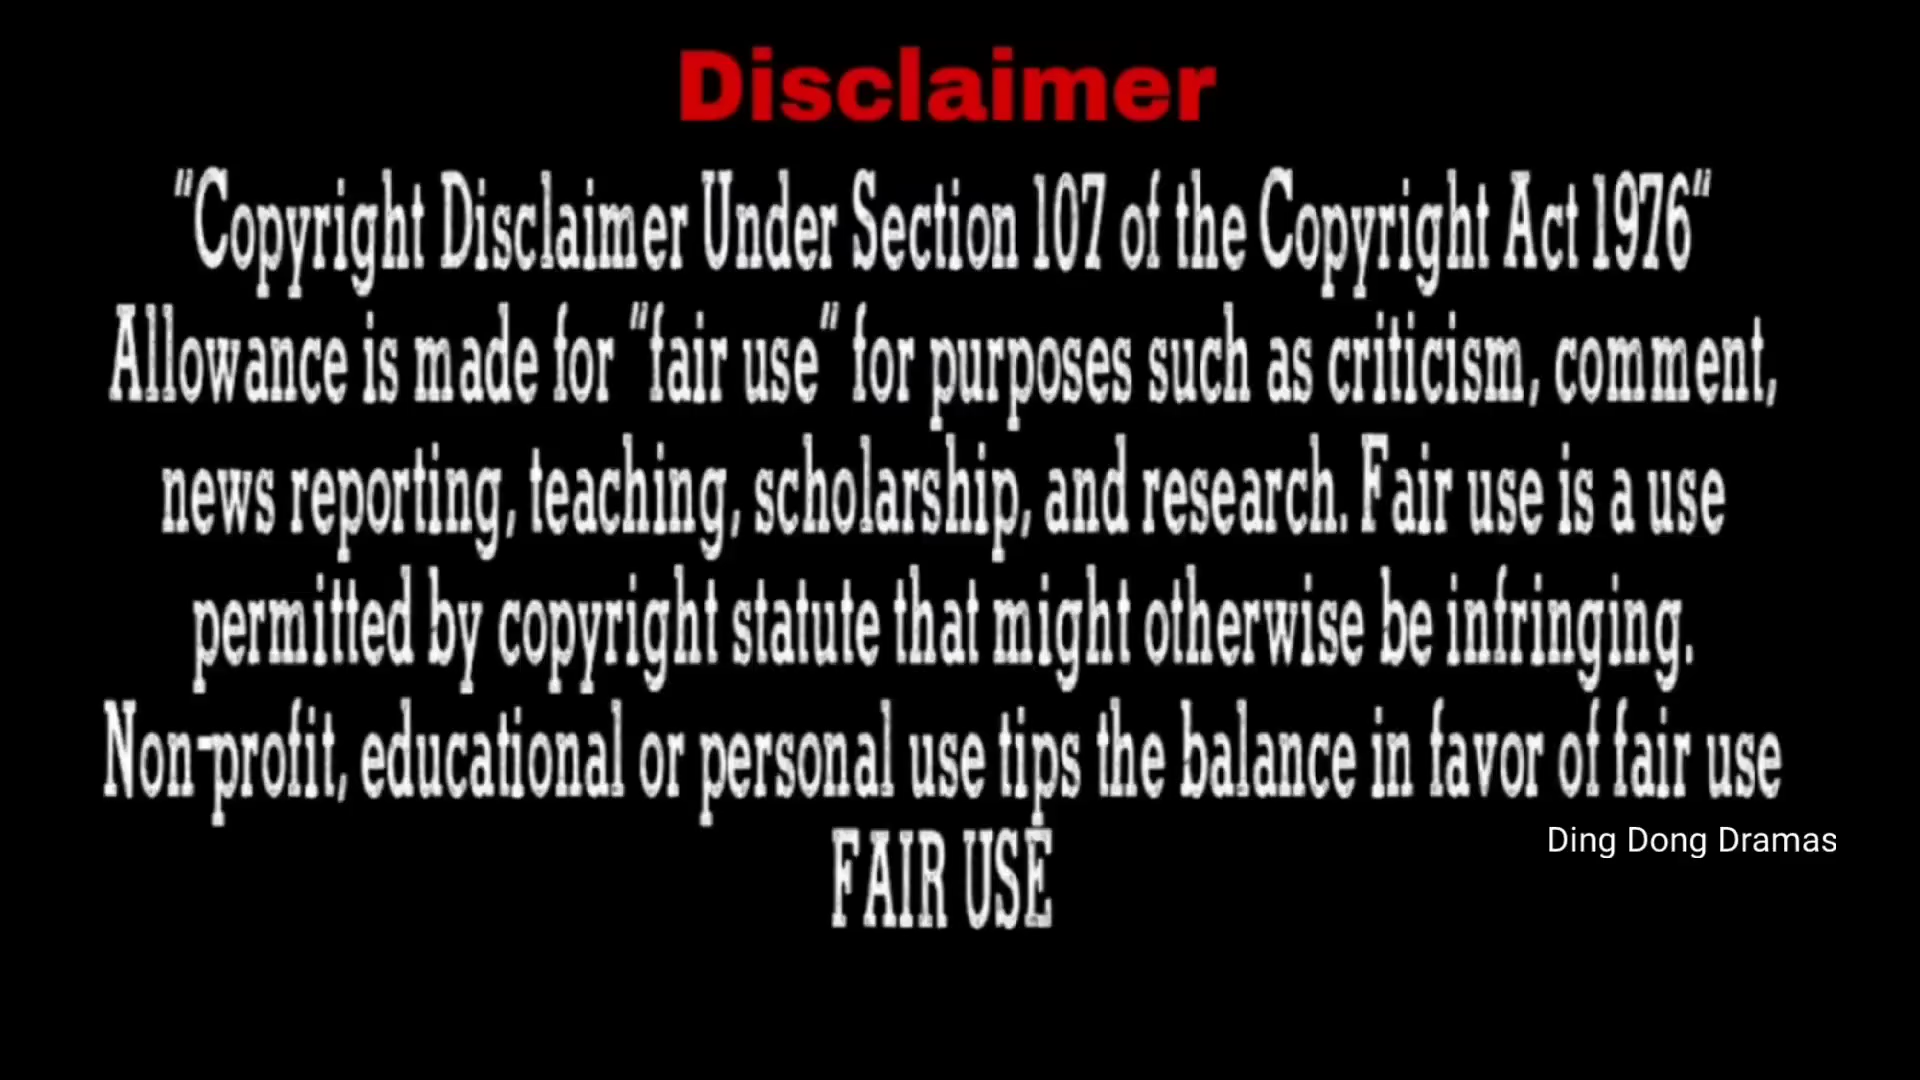 Disclaimer
"Copyright Disclaimer Under Section 107 of the Copyright Act 1976"
Allowance is made for "fair use" for purposes such as criticism, comment,
news reporting, teaching, scholarship, and research. Fair use is a use
permitted by copyright statute that might otherwise be infringing.
Non-profit, educational or personal use tips the balance in favor of fair use
FAIR USE
Ding Dong Dramas